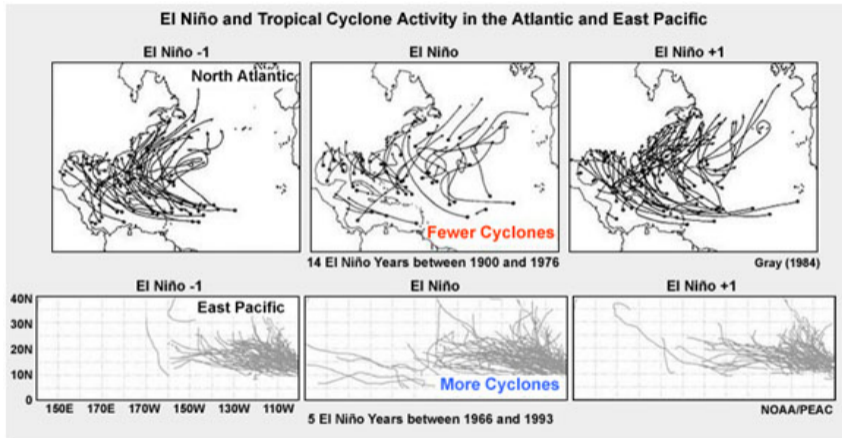 El Niño and Tropical Cyclone Activity in the Atlantic and East Pacific
El Niño -1
El Niño
El Niño +1
North Atlantic
Fewer Cyclones
14 El Niño Years between 1900 and 1976
Gray (1984)
El Niño -1
El Niño
El Niño +1
40N
30N
20N
10N
0
East Pacific
More Cyclones
150E 170E 170W 150W 130W 110W
5 El Niño Years between 1966 and 1993
NOAA/PEAC